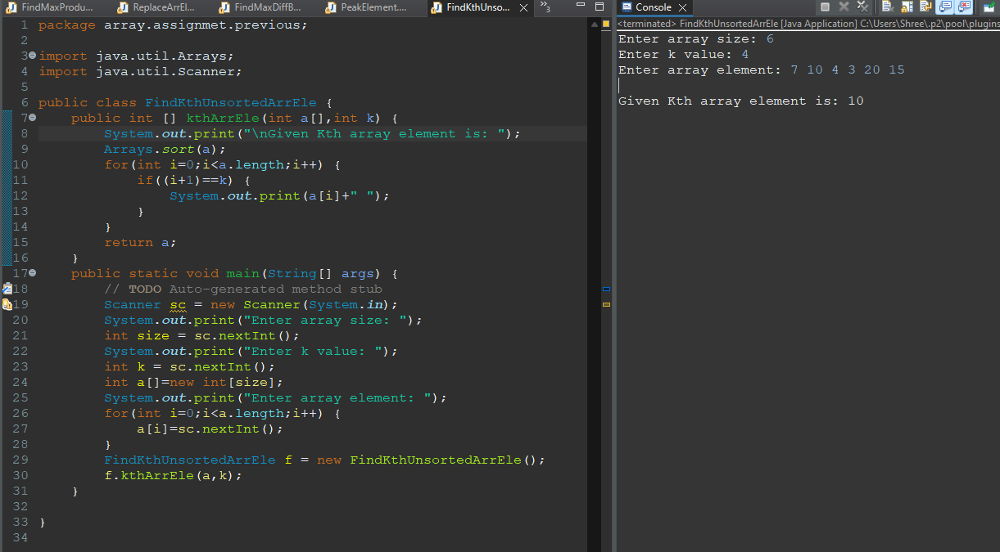 FindMaxProdu... ReplaceArrEl... FindMaxDiffB... PeakElement.... FindKthUnso... »3
1 package array.assignmet.previous;
2
3 import java.util.Arrays;
4 import java.util.Scanner;
5
6 public class FindKthUnsortedArrEle {
7 public int [] kthArrEle(int a[],int k) {
8 System.out.print("\nGiven Kth array element is: ");
9 Arrays.sort(a);
10 for(int i=0;i<a.length;i++) {
11 if((i+1)==k) {
12 System.out.print(a[i]+" ");
13 }
14 }
15 return a;
16 }
17 public static void main(String[] args) {
18 // TODO Auto-generated method stub
19 Scanner sc = new Scanner(System.in);
20 System.out.print("Enter array size: ");
21 int size = sc.nextInt();
22 System.out.print("Enter k value: ");
23 int k = sc.nextInt();
24 int a[]=new int[size];
25 System.out.print("Enter array element: ");
26 for(int i=0;i<a.length;i++) {
27 a[i]=sc.nextInt();
28 }
29 FindKthUnsortedArrEle f = new FindKthUnsortedArrEle();
30 f.kthArrEle(a,k);
31 }
32
33 }
34
Console
<terminated> FindKthUnsortedArrEle [Java Application] C:\Users\Shree\.p2\pool\plugins
Enter array size: 6
Enter k value: 4
Enter array element: 7 10 4 3 20 15
Given Kth array element is: 10